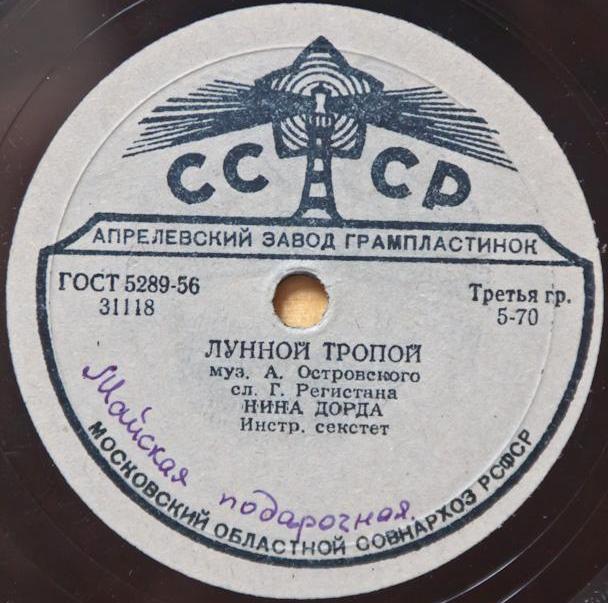 СССР
АПРЕЛЕВСКИЙ ЗАВОД ГРАМПЛАСТИНОК
ГОСТ 5289-56
31118
Третья гр.
5-70
ЛУННОЙ ТРОПОЙ
муз. А. Островского
сл. Г. Регистана
НИНА ДОРДА
Инстр. секстет
Майская подарочная.
МОСКОВСКИЙ ОБЛАСТНОЙ СОВНАРХОЗ РСФСР